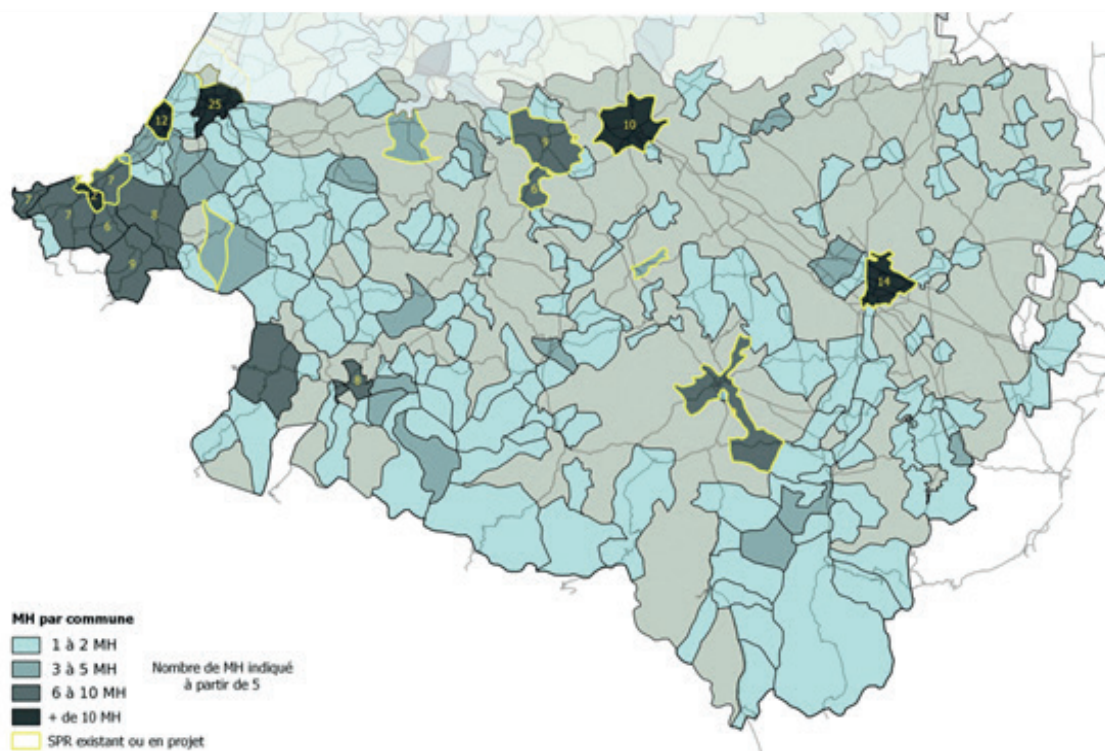 25
12
10
9
6
7
7
7
8
6
9
14
8
MH par commune
1 à 2 MH
3 à 5 MH
6 à 10 MH
+ de 10 MH
SPR existant ou en projet
Nombre de MH indiqué
à partir de 5